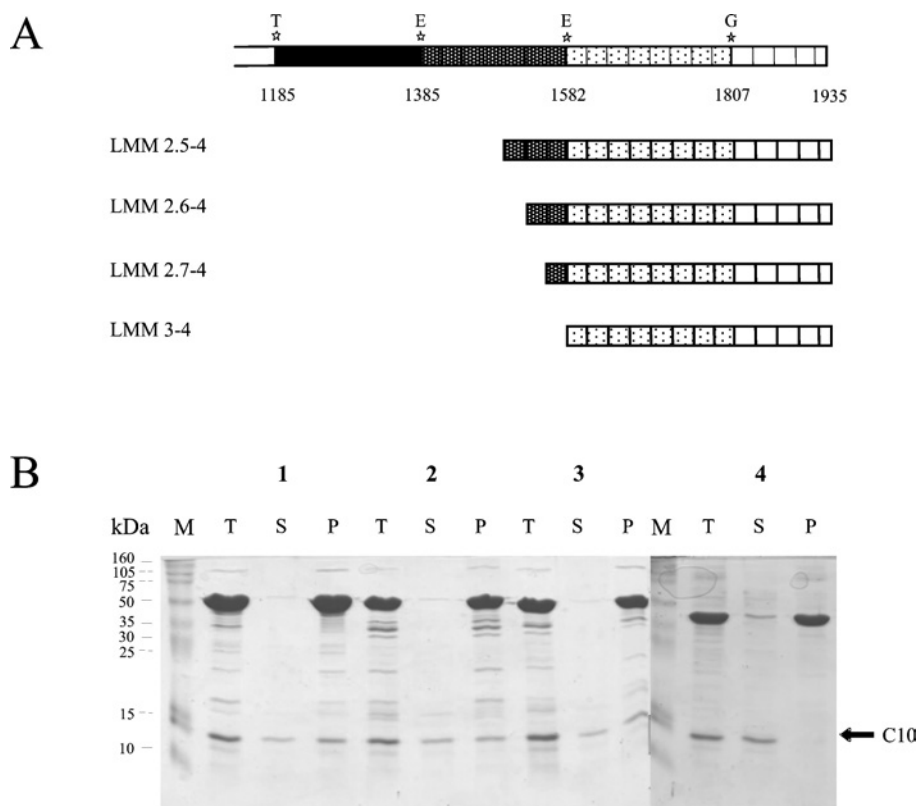 A
T E E G
1185 1385 1582 1807 1935
LMM 2.5-4
LMM 2.6-4
LMM 2.7-4
LMM 3-4
B
1 2 3 4
kDa M T S P T S P T S P M T S P
160
105
75
50
35
30
25
15
10
C10